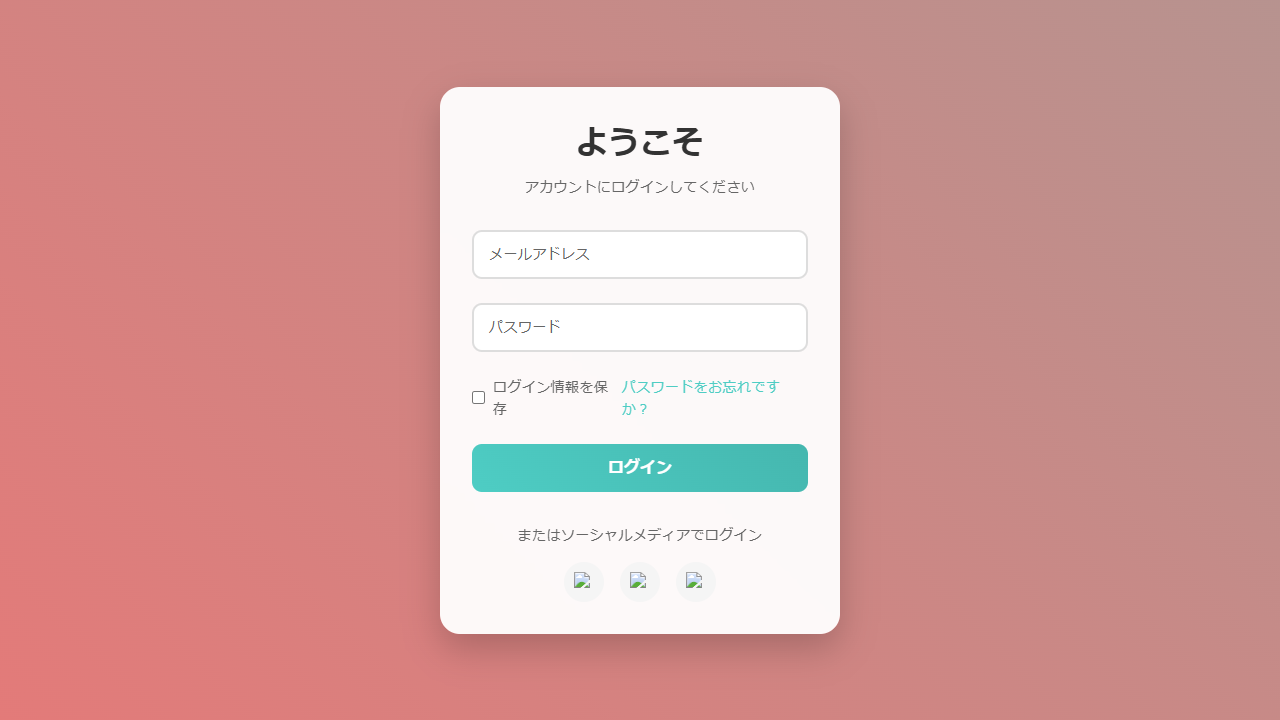 ようこそ
アカウントにログインしてください
メールアドレス
パスワード
ログイン情報を保
存
パスワードをお忘れです
か？
ログイン
またはソーシャルメディアでログイン